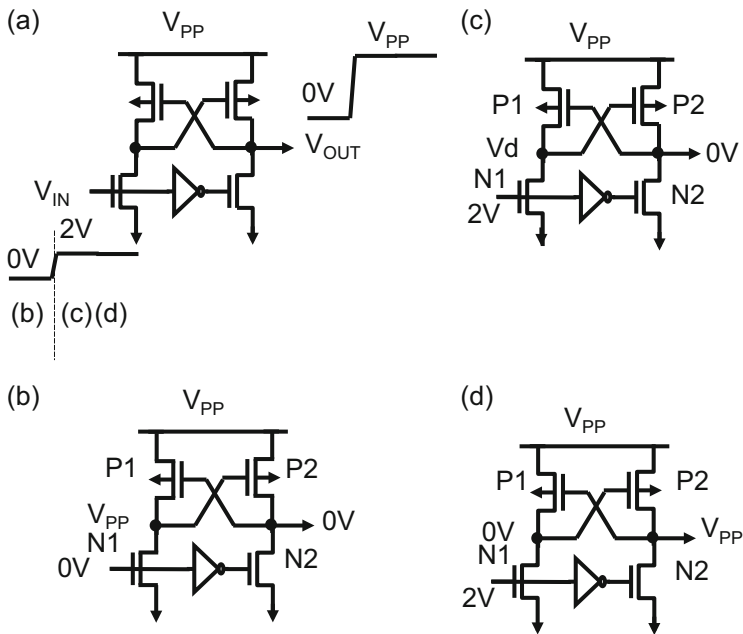 (a)
V_PP
V_PP
0V
V_OUT
V_IN
2V
0V
(b) (c)(d)
(c)
V_PP
P1 P2
Vd 0V
N1 N2
2V
(b)
V_PP
P1 P2
V_PP 0V
N1 N2
0V
(d)
V_PP
P1 P2
0V V_PP
N1 N2
2V